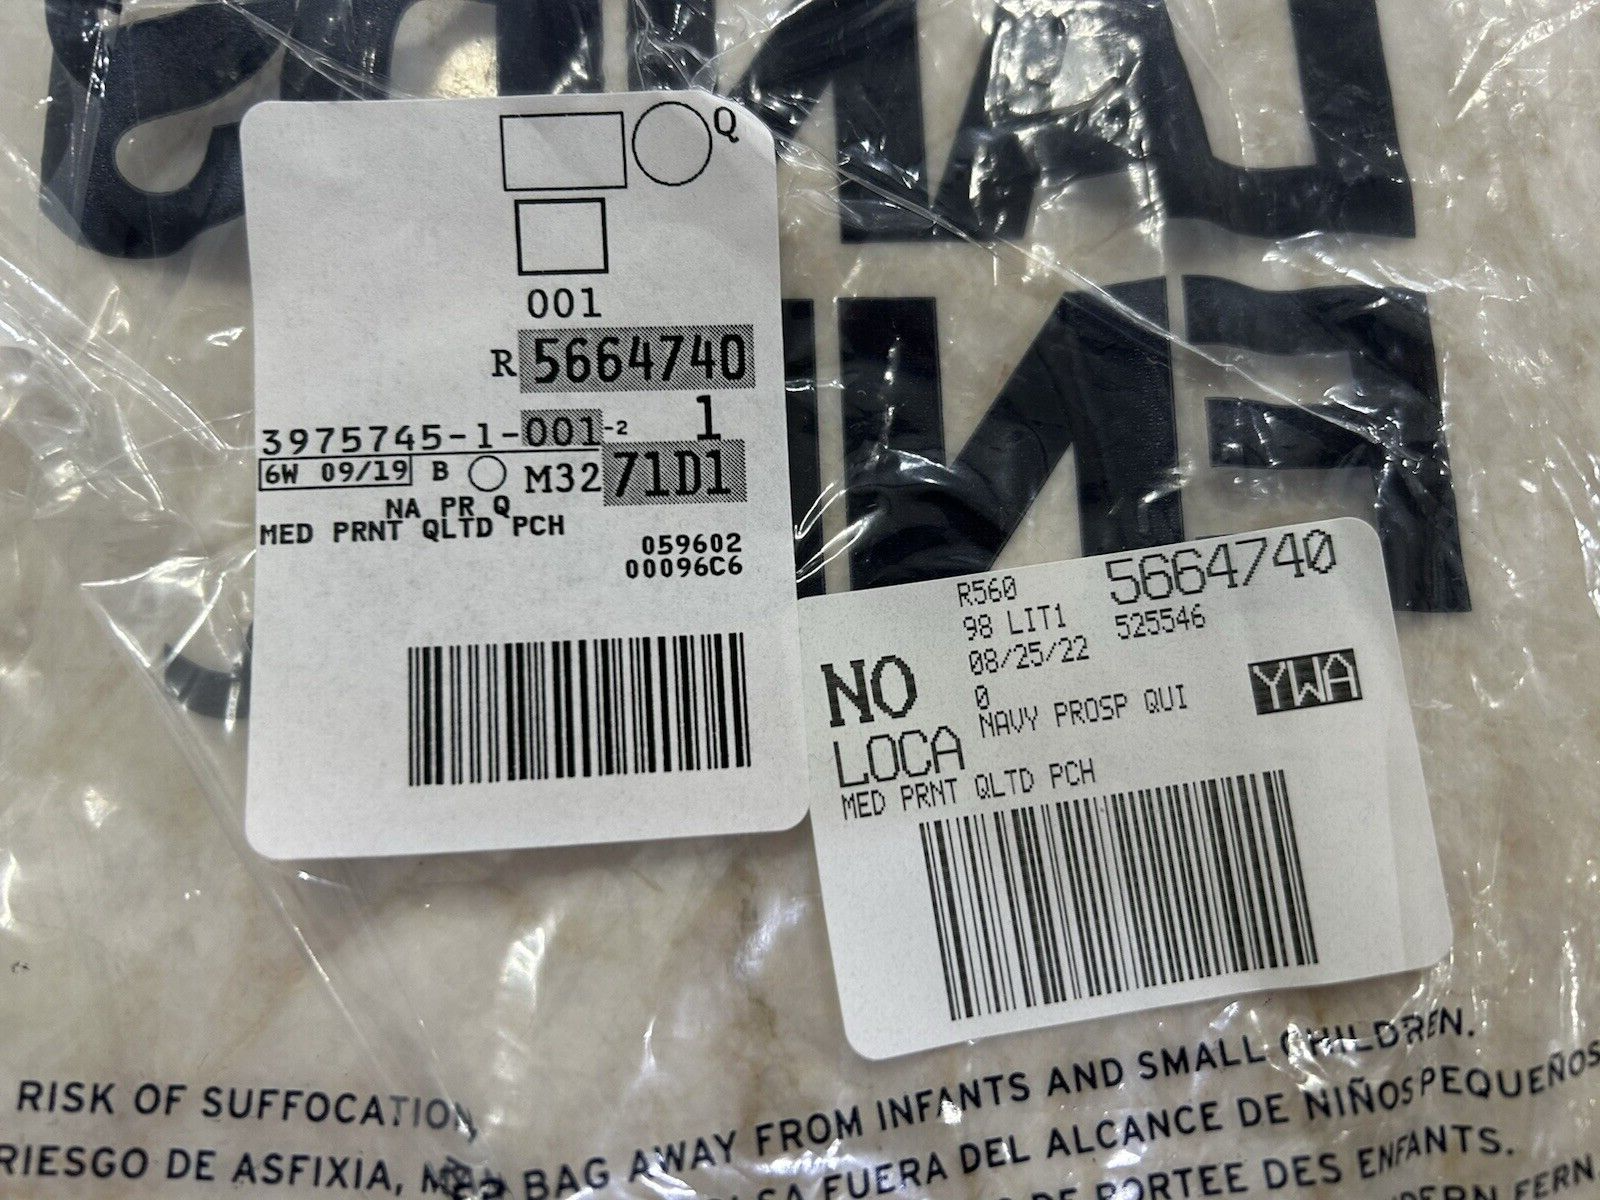 Q
001
R 5664740
3975745-1-001-2 1
6W 09/19 B M32 71D1
NA PR Q
MED PRNT QLTD PCH
059602
00096C6
R560 5664740
98 LIT1 525546
08/25/22
0
NO LOCA
NAVY PROSP QUI
YWA
MED PRNT QLTD PCH
RISK OF SUFFOCATION, BAG AWAY FROM INFANTS AND SMALL CHILDREN.
RIESGO DE ASFIXIA, FUERA DEL ALCANCE DE NIÑOS PEQUEÑOS
DE PORTEE DES ENFANTS.